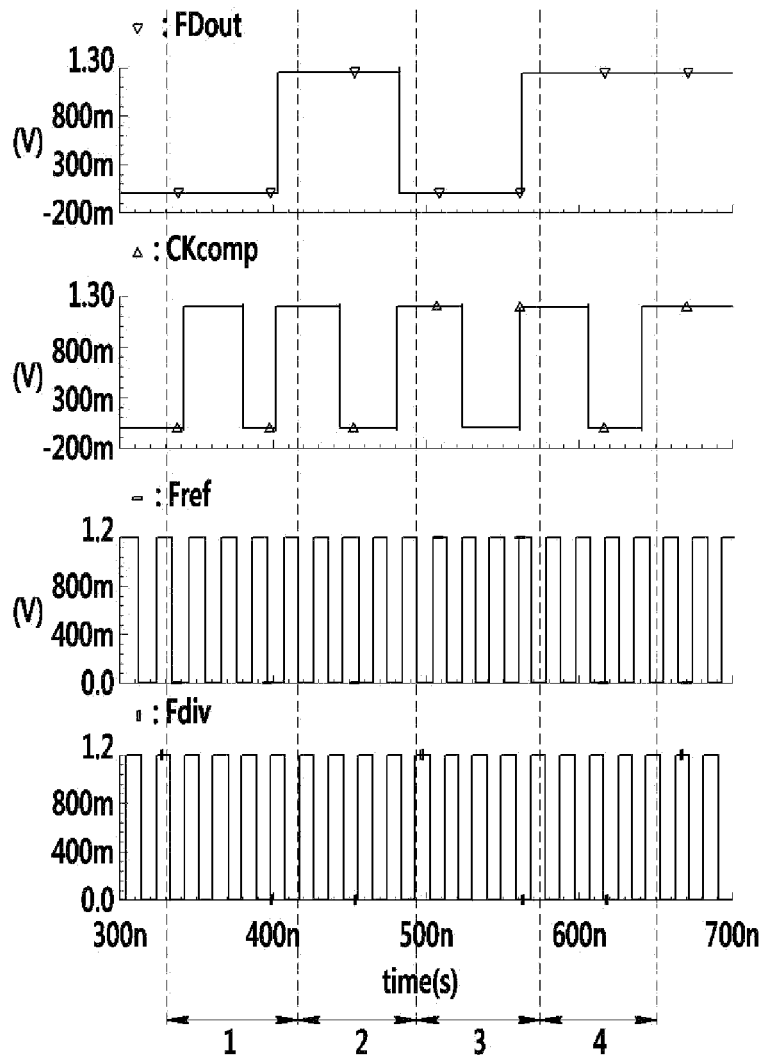 ▽ : FDout
1.30
800m
(V)
300m
-200m
△ : CKcomp
1.30
800m
(V)
300m
-200m
: Fref
1.2
800m
(V)
400m
0.0
: Fdiv
1.2
800m
400m
0.0
300n 400n 500n 600n 700n
time(s)
1 2 3 4